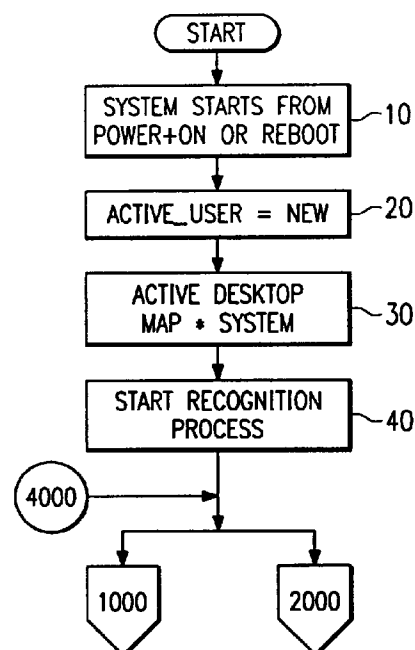 START
SYSTEM STARTS FROM
POWER+ON OR REBOOT
10
ACTIVE_USER = NEW
20
ACTIVE DESKTOP
MAP * SYSTEM
30
START RECOGNITION
PROCESS
40
4000
1000
2000